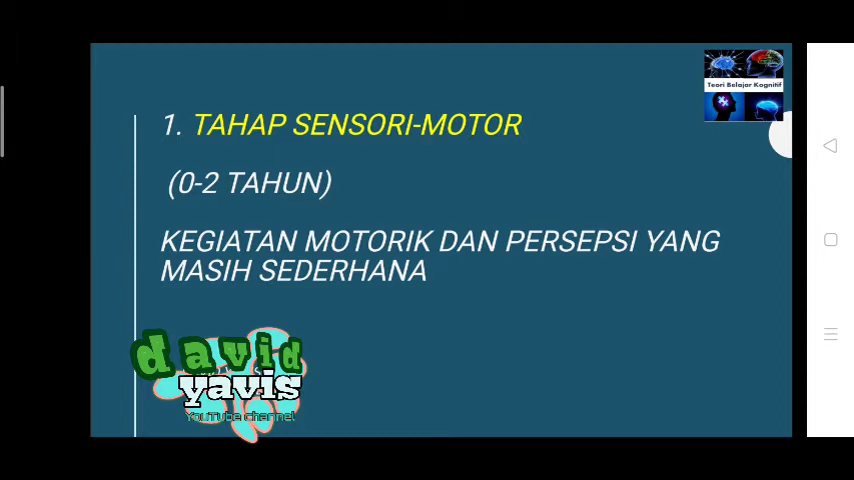 Teori Belajar Kognitif
1. TAHAP SENSORI-MOTOR
(0-2 TAHUN)
KEGIATAN MOTORIK DAN PERSEPSI YANG
MASIH SEDERHANA
david
yavis
YouTube channel